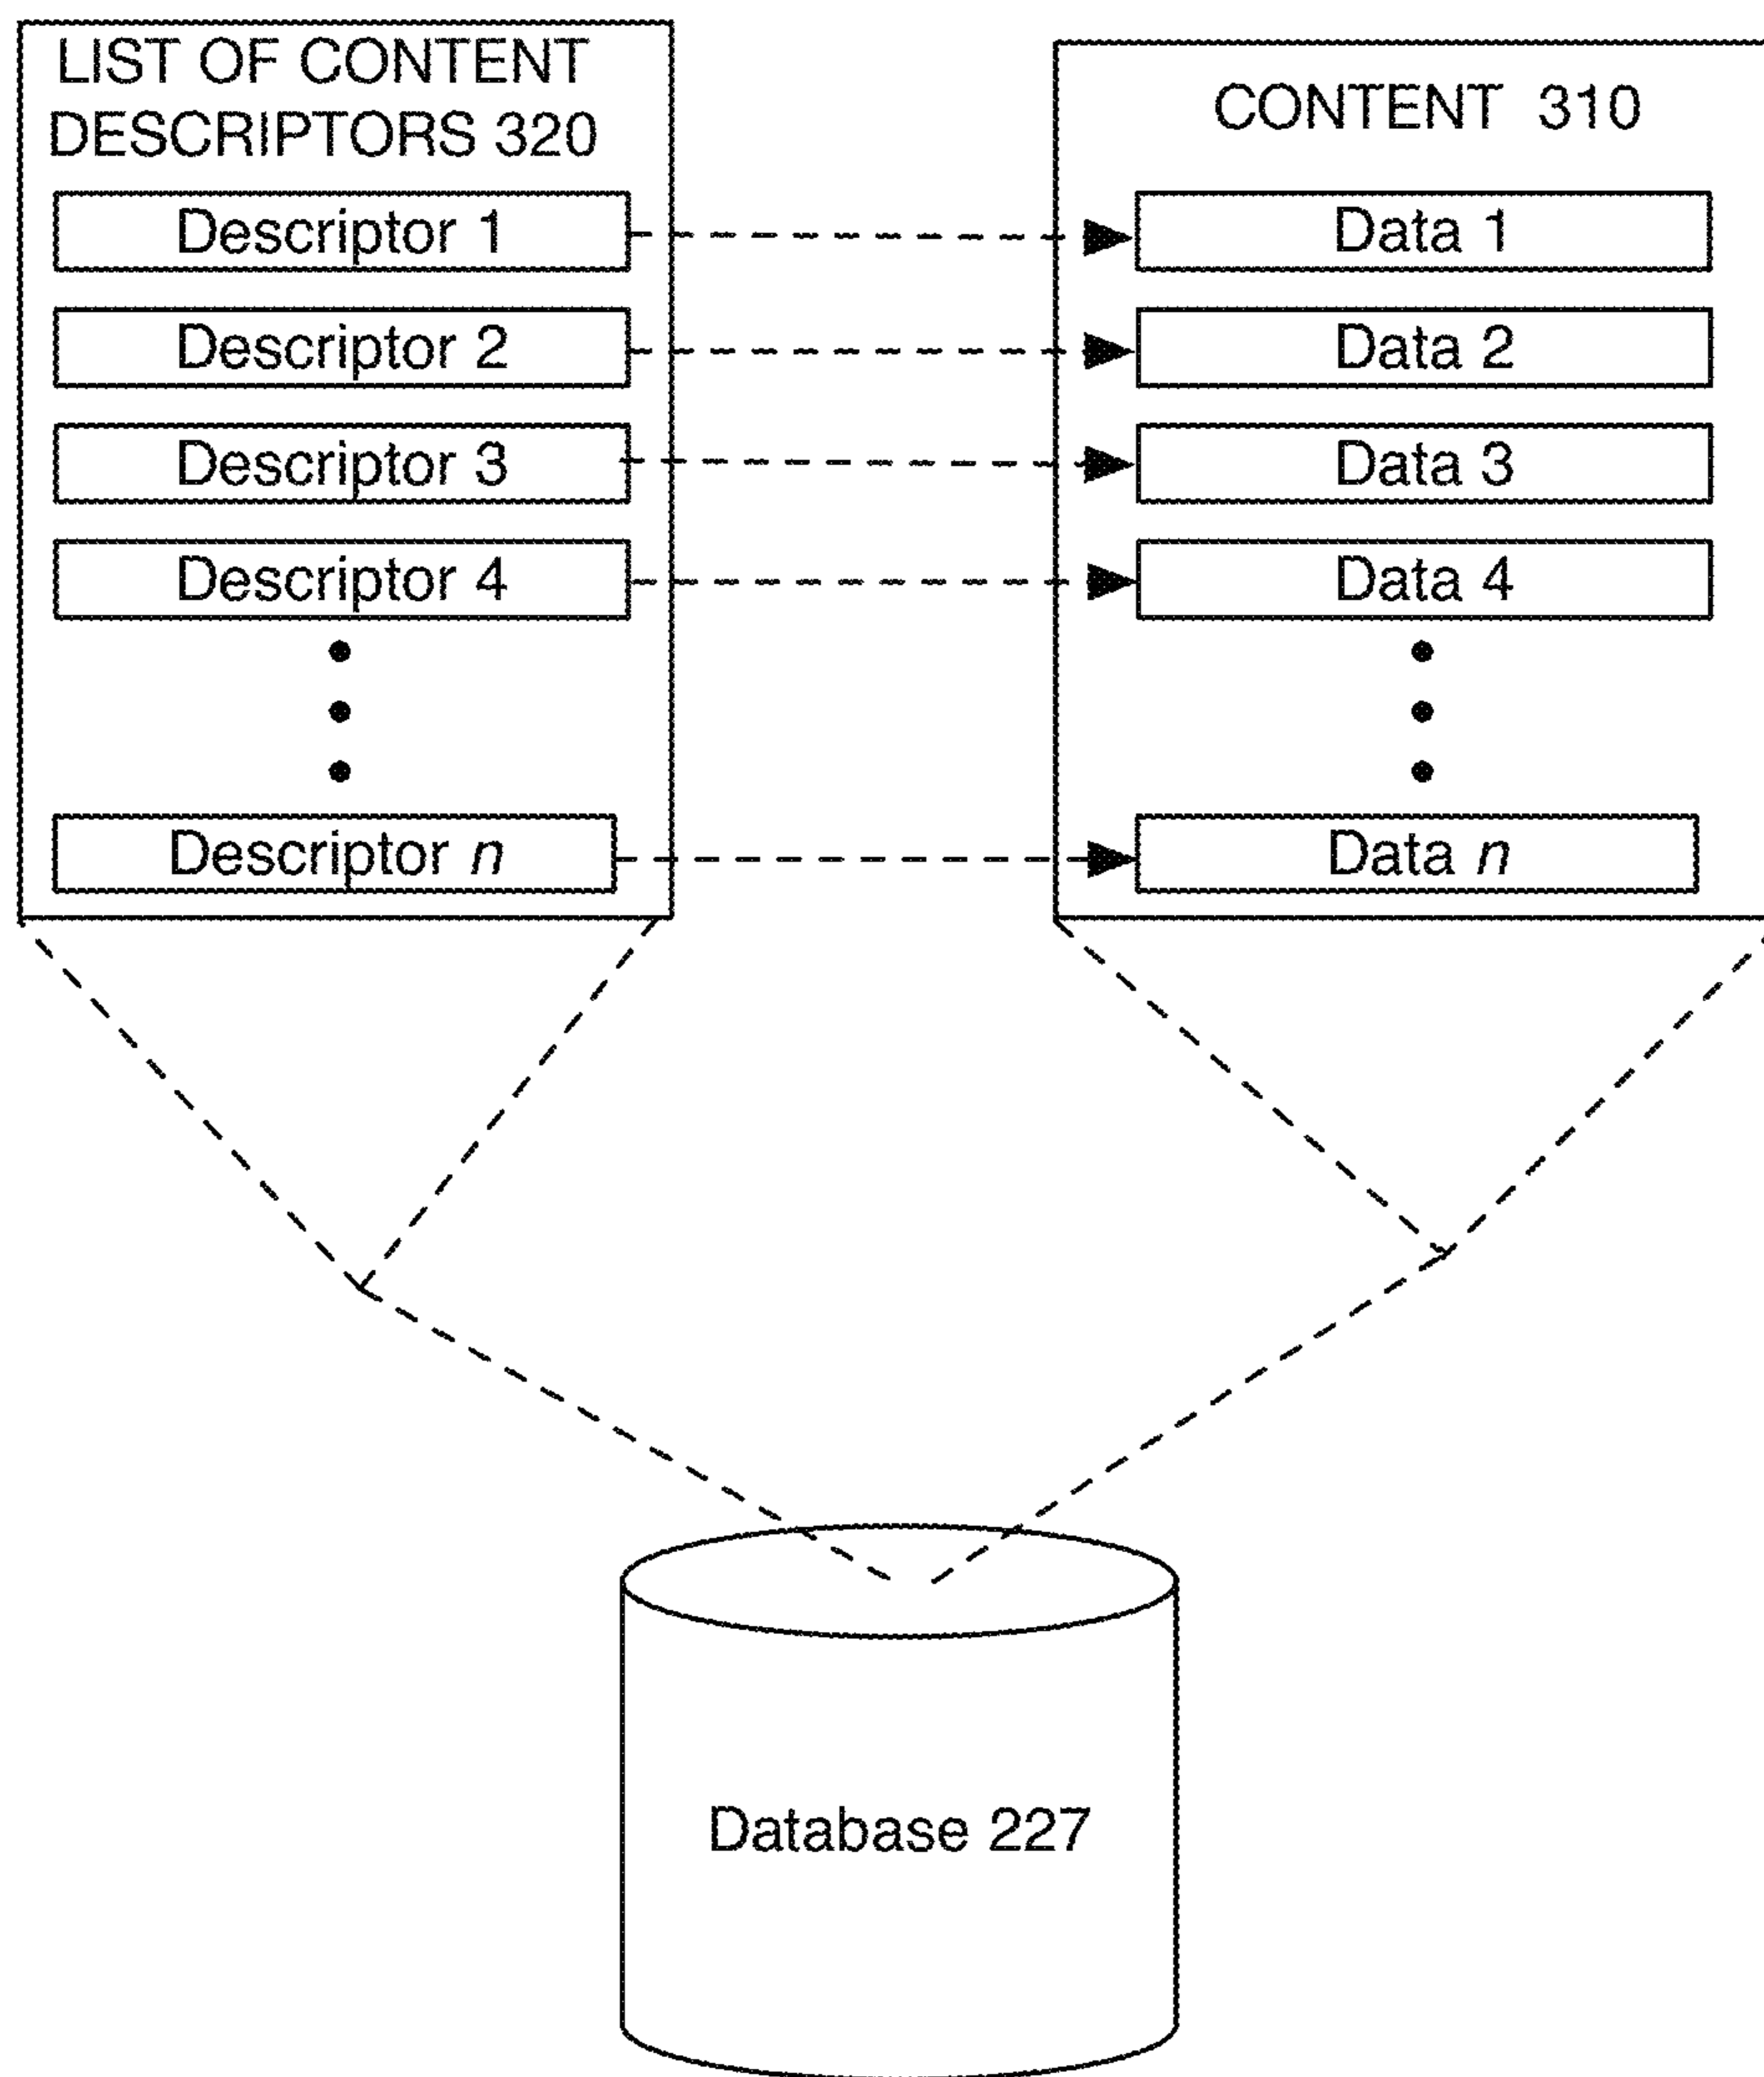 LIST OF CONTENT
DESCRIPTORS 320
Descriptor 1
Descriptor 2
Descriptor 3
Descriptor 4
Descriptor n
CONTENT 310
Data 1
Data 2
Data 3
Data 4
Data n
Database 227